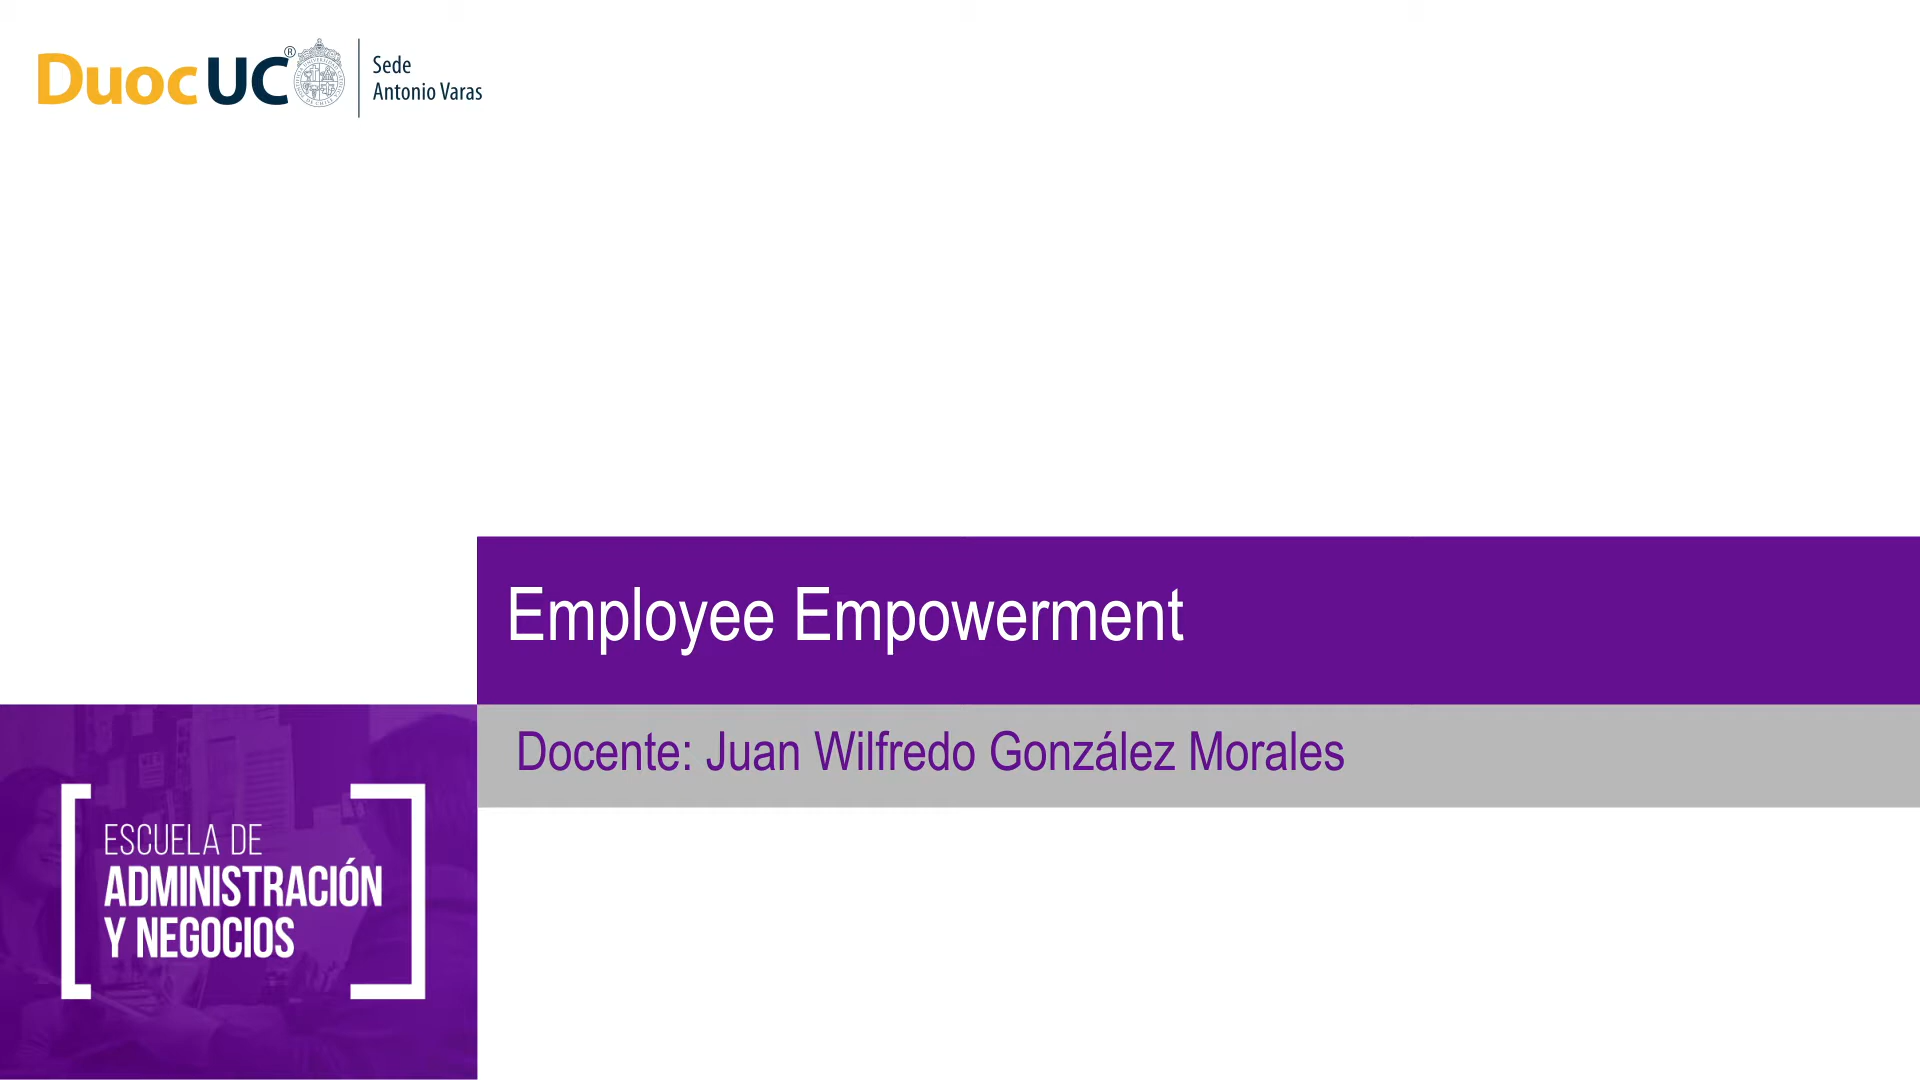 DuocUC®
Sede
Antonio Varas
Employee Empowerment
Docente: Juan Wilfredo González Morales
ESCUELA DE
ADMINISTRACIÓN
Y NEGOCIOS